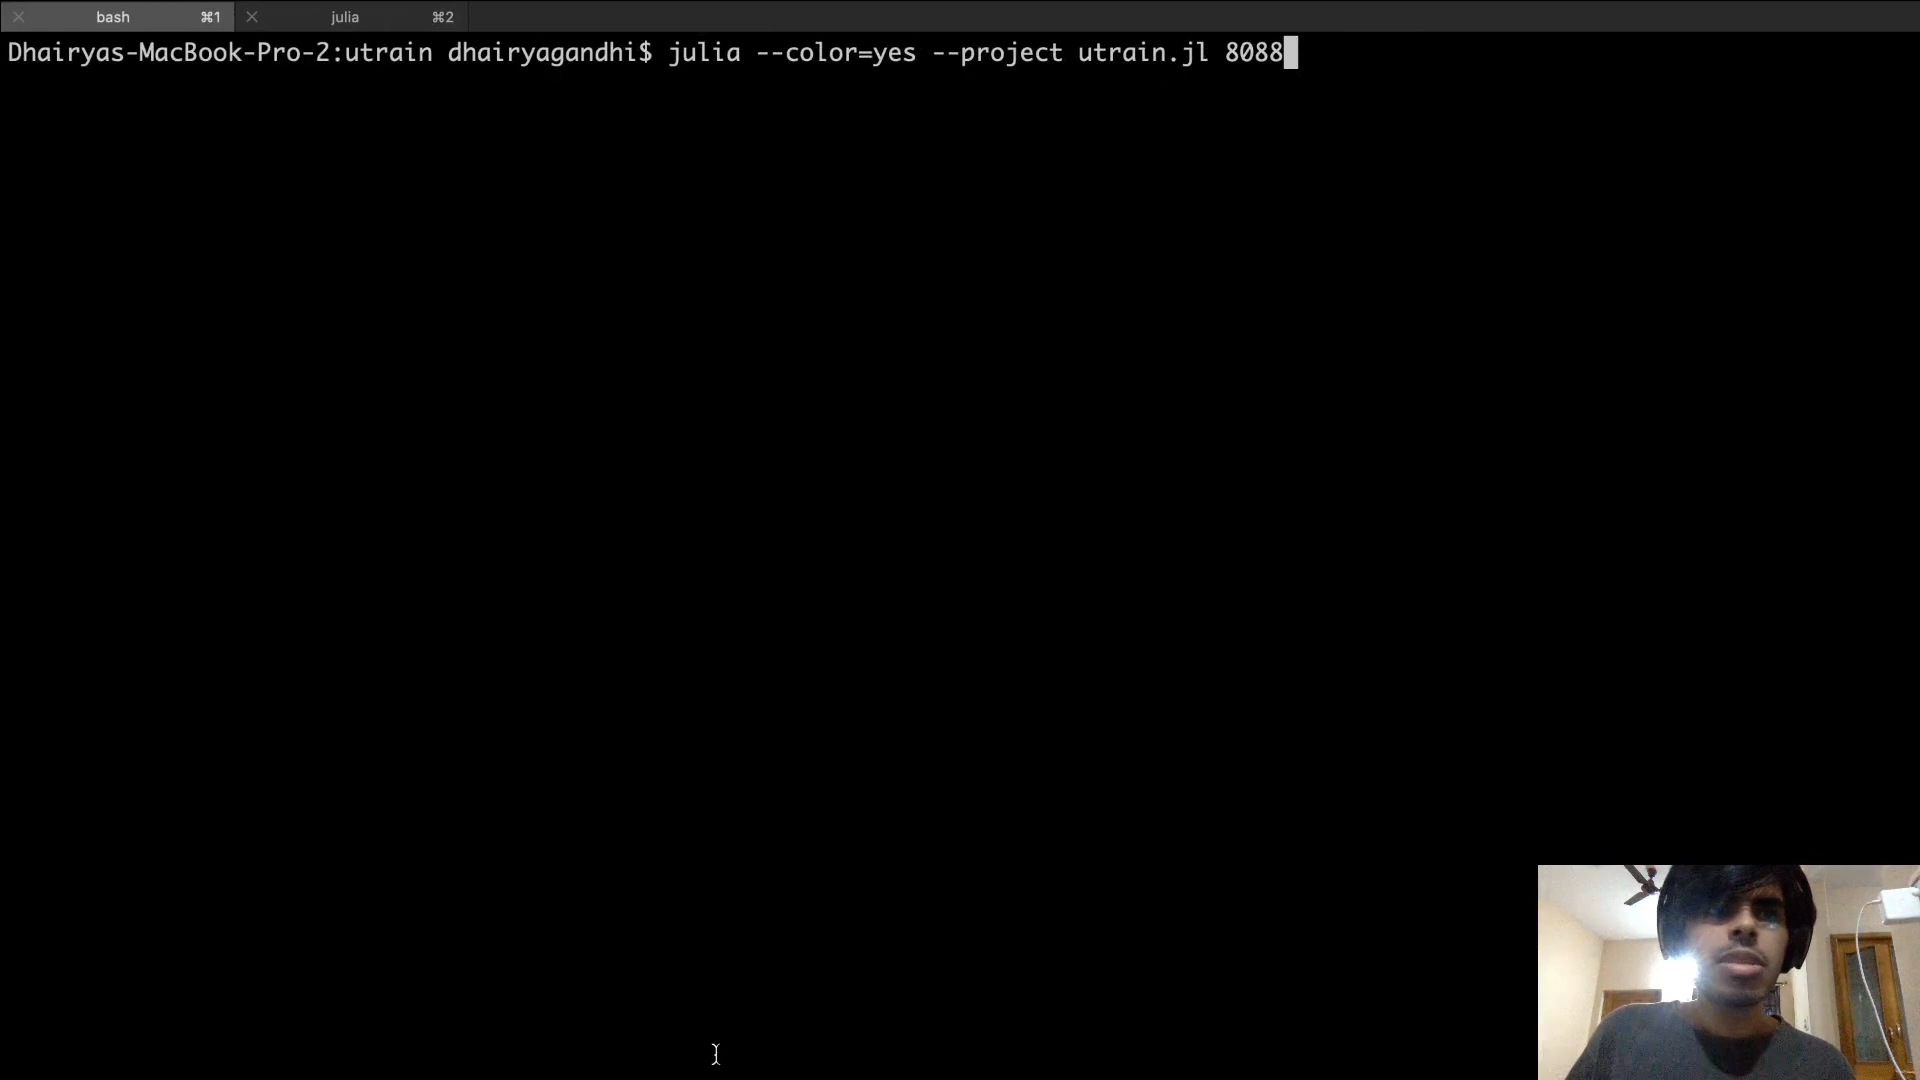 bash ⌘1 julia ⌘2
Dhairyas-MacBook-Pro-2:utrain dhairyagandhi$ julia --color=yes --project utrain.jl 8088